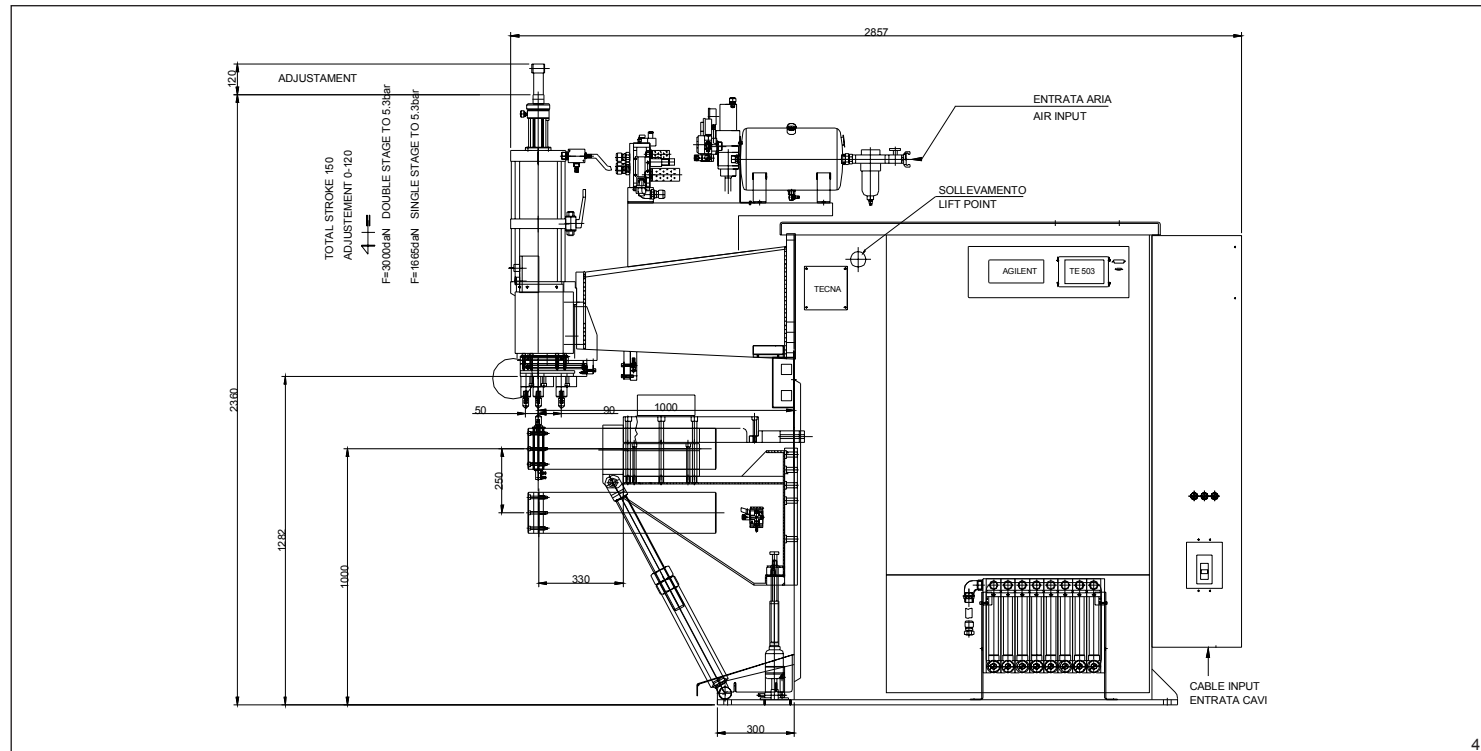 2857
120
ADJUSTAMENT
ENTRATA ARIA
AIR INPUT
TOTAL STROKE 150
ADJUSTEMENT 0-120
F=3000daN DOUBLE STAGE TO 5.3bar
F=1665daN SINGLE STAGE TO 5.3bar
SOLLEVAMENTO
LIFT POINT
AGILENT
TE 503
TECNA
2360
50
90
1000
250
1282
1000
330
300
CABLE INPUT
ENTRATA CAVI
4